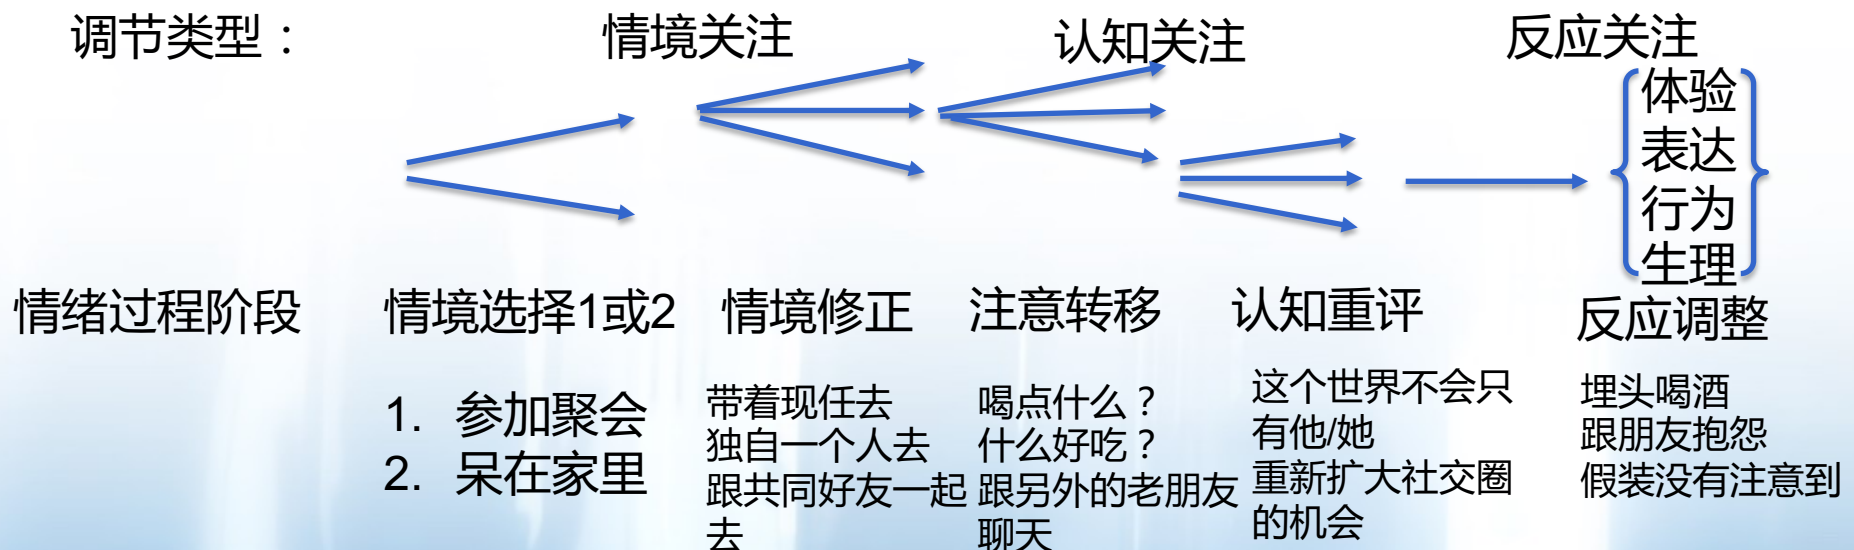 调节类型：
情境关注
认知关注
反应关注
体验
表达
行为
生理
情绪过程阶段
情境选择1或2
情境修正
注意转移
认知重评
反应调整
1. 参加聚会
2. 呆在家里
带着现任去
独自一个人去
跟共同好友一起
去
喝点什么？
什么好吃？
跟另外的老朋友
聊天
这个世界不会只
有他/她
重新扩大社交圈
的机会
埋头喝酒
跟朋友抱怨
假装没有注意到